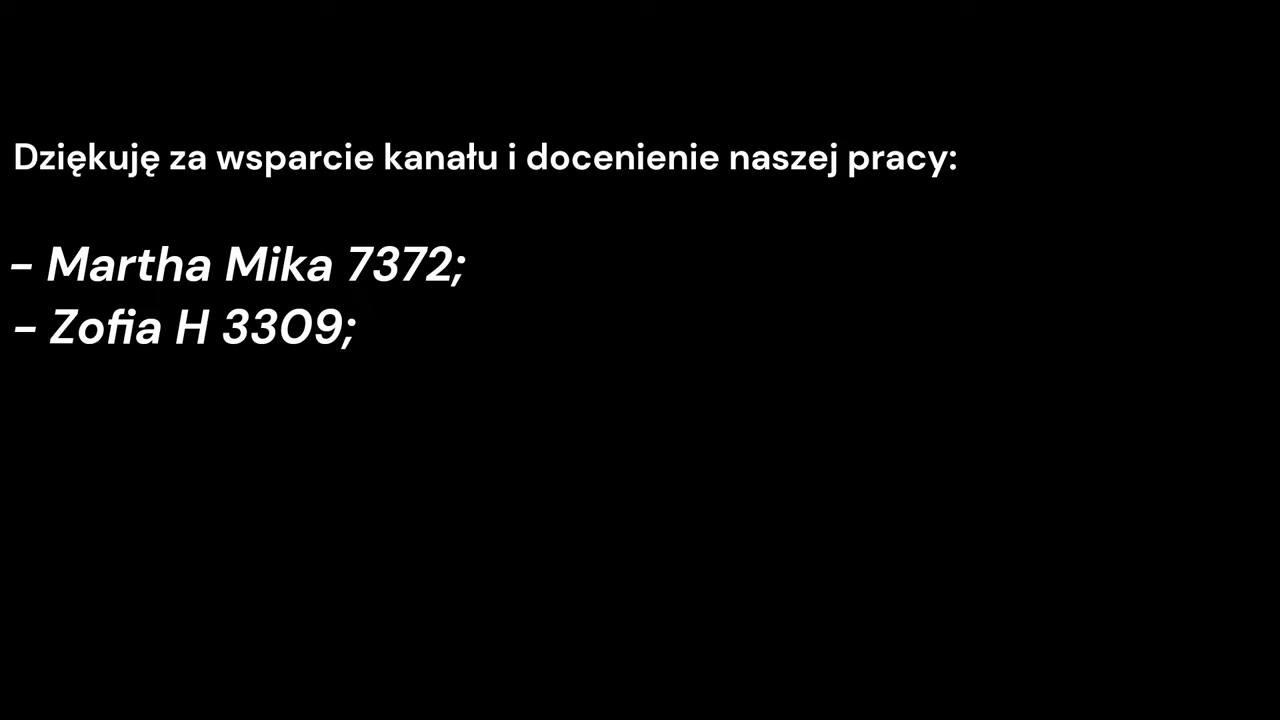 Dziękuję za wsparcie kanału i docenienie naszej pracy:
- Martha Mika 7372;
- Zofia H 3309;